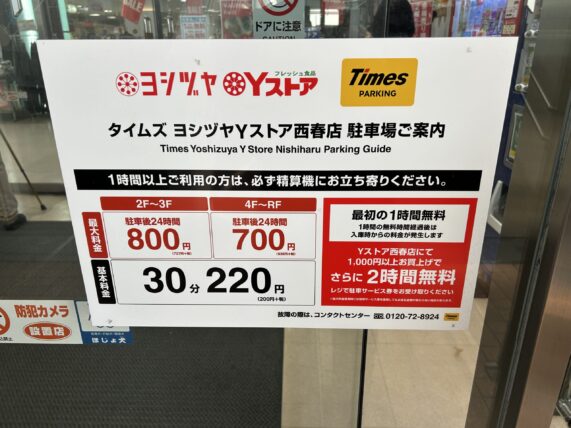 ドアに注意
CAUTION
ヨシヅヤ
フレッシュ食品
Yストア
Times
PARKING
タイムズ ヨシヅヤYストア西春店 駐車場ご案内
Times Yoshizuya Y Store Nishiharu Parking Guide
1時間以上ご利用の方は、必ず精算機にお立ち寄りください。
最大料金
2F〜3F
駐車後24時間
800円
4F〜RF
駐車後24時間
700円
基本料金
30分 220円
(200円+税)
最初の1時間無料
1時間の無料時間経過後は
入庫時からの料金が発生します
Yストア西春店にて
1,000円以上お買上げで
さらに2時間無料
レジで駐車サービス券をお受け取りください
故障の際は、コンタクトセンター 0120-72-8924
Times
防犯カメラ
設置店
ほじょ犬